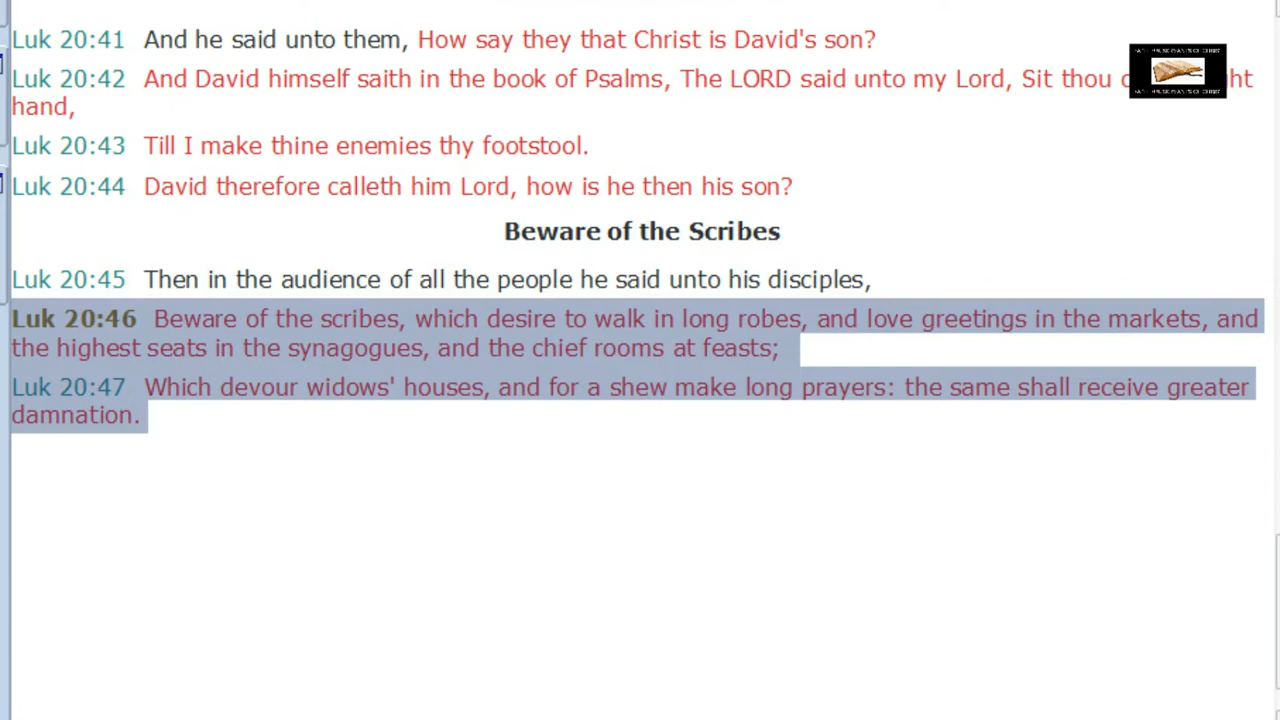 Luk 20:41 And he said unto them, How say they that Christ is David's son?
Luk 20:42 And David himself saith in the book of Psalms, The LORD said unto my Lord, Sit thou
hand,
Luk 20:43 Till I make thine enemies thy footstool.
Luk 20:44 David therefore calleth him Lord, how is he then his son?
Beware of the Scribes
Luk 20:45 Then in the audience of all the people he said unto his disciples,
Luk 20:46 Beware of the scribes, which desire to walk in long robes, and love greetings in the markets, and
the highest seats in the synagogues, and the chief rooms at feasts;
Luk 20:47 Which devour widows' houses, and for a shew make long prayers: the same shall receive greater
damnation.